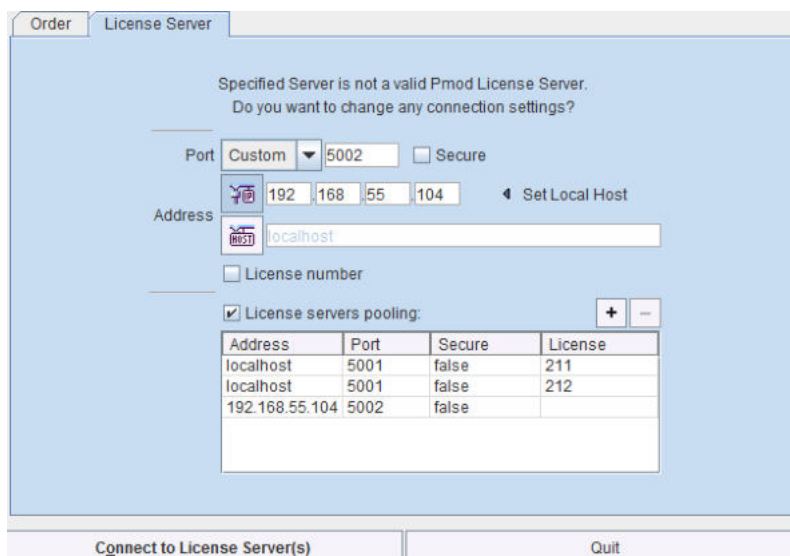 Order License Server
Specified Server is not a valid Pmod License Server.
Do you want to change any connection settings?
Port Custom 5002 Secure
IP 192 .168 .55 .104 Set Local Host
Address
HOST localhost
License number
License servers pooling: + -
Address Port Secure License
localhost 5001 false 211
localhost 5001 false 212
192.168.55.104 5002 false
Connect to License Server(s) Quit